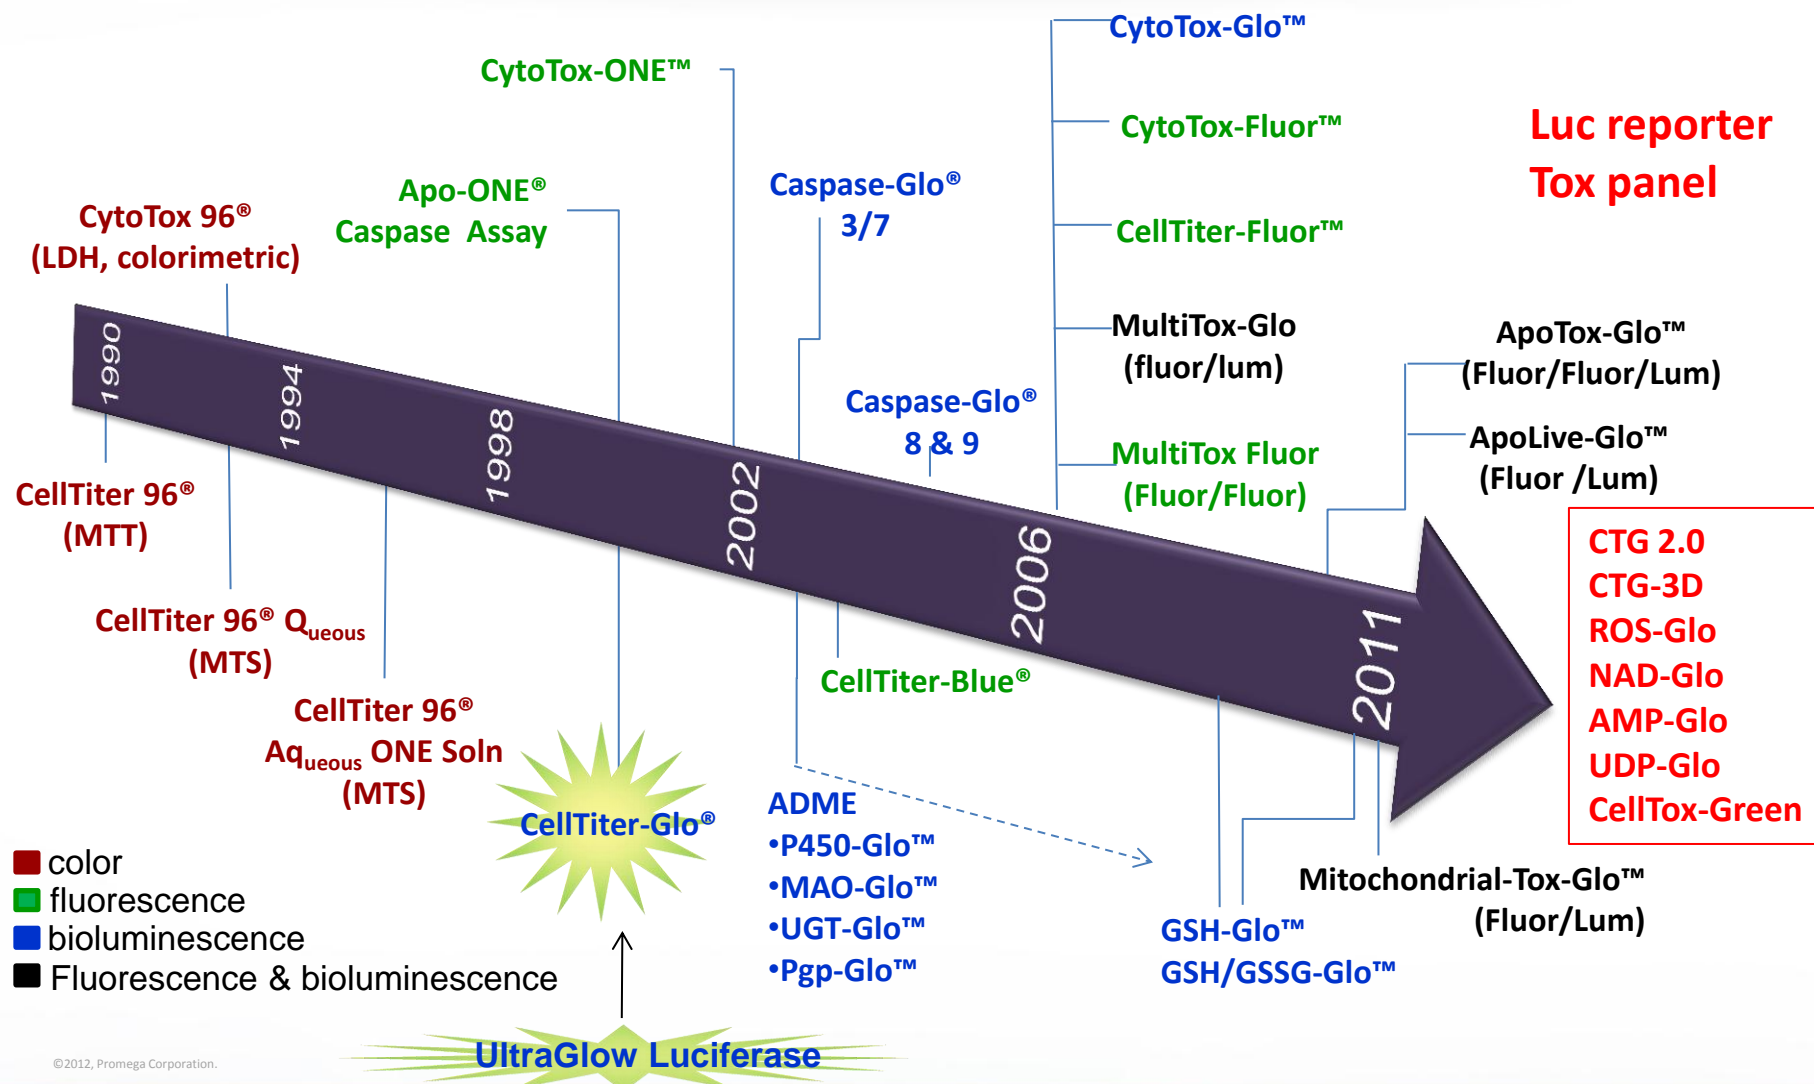 CytoTox-Glo™
CytoTox-ONE™
CytoTox-Fluor™
Luc reporter
Tox panel
Apo-ONE®
Caspase Assay
Caspase-Glo®
3/7
CytoTox 96®
(LDH, colorimetric)
CellTiter-Fluor™
MultiTox-Glo
(fluor/lum)
ApoTox-Glo™
(Fluor/Fluor/Lum)
Caspase-Glo®
8 & 9
ApoLive-Glo™
(Fluor /Lum)
MultiTox Fluor
(Fluor/Fluor)
1990
1994
1998
2002
2006
2011
CellTiter 96®
(MTT)
CellTiter 96® Queous
(MTS)
CellTiter 96®
Aqueous ONE Soln
(MTS)
CellTiter-Blue®
CTG 2.0
CTG-3D
ROS-Glo
NAD-Glo
AMP-Glo
UDP-Glo
CellTox-Green
CellTiter-Glo®
ADME
•P450-Glo™
•MAO-Glo™
•UGT-Glo™
•Pgp-Glo™
Mitochondrial-Tox-Glo™
(Fluor/Lum)
GSH-Glo™
GSH/GSSG-Glo™
color
fluorescence
bioluminescence
Fluorescence & bioluminescence
UltraGlow Luciferase
©2012, Promega Corporation.